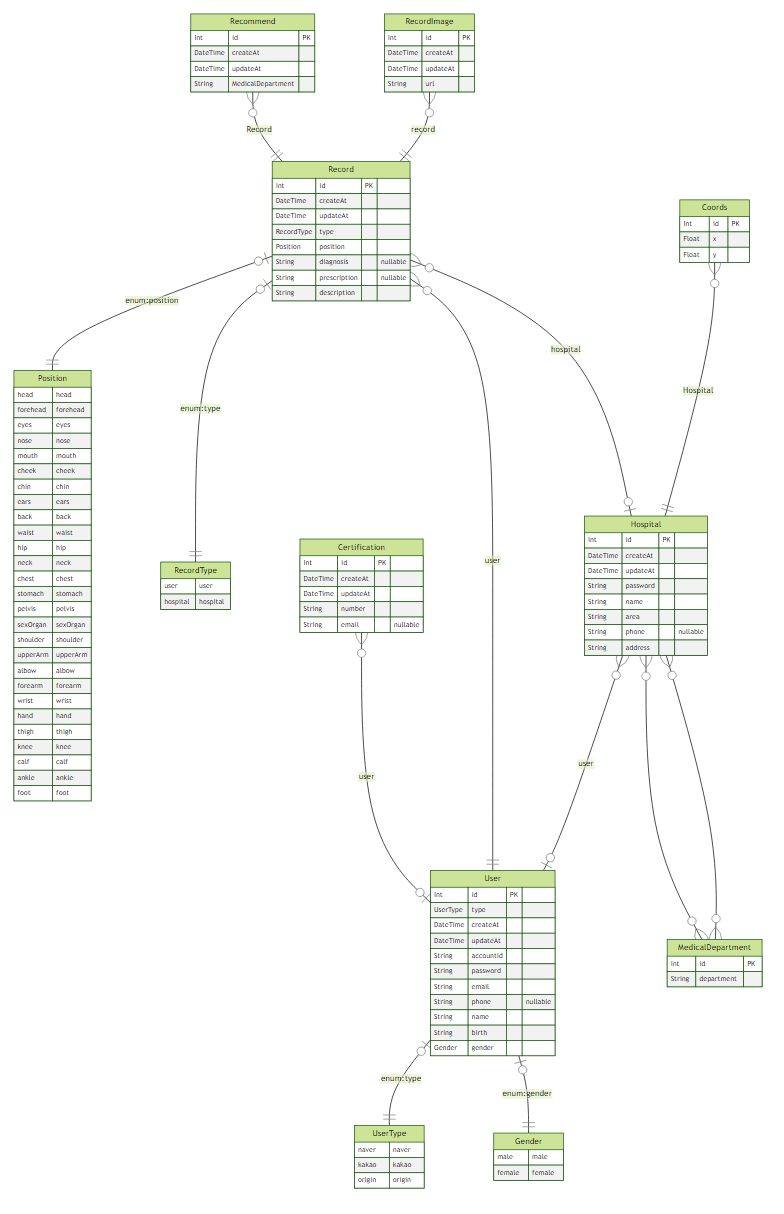 Recommend
Int id PK
DateTime createAt
DateTime updateAt
String MedicalDepartment
RecordImage
Int id PK
DateTime createAt
DateTime updateAt
String url
Record
record
Record
Int id PK
DateTime createAt
DateTime updateAt
RecordType type
Position position
String diagnosis nullable
String prescription nullable
String description
Coords
Int id PK
Float x
Float y
enum:position
hospital
Hospital
enum:type
user
Position
head head
forehead forehead
eyes eyes
nose nose
mouth mouth
cheek cheek
chin chin
ears ears
back back
waist waist
hip hip
neck neck
chest chest
stomach stomach
pelvis pelvis
sexOrgan sexOrgan
shoulder shoulder
upperArm upperArm
albow albow
forearm forearm
wrist wrist
hand hand
thigh thigh
knee knee
calf calf
ankle ankle
foot foot
RecordType
user user
hospital hospital
Certification
Int id PK
DateTime createAt
DateTime updateAt
String number
String email nullable
Hospital
Int id PK
DateTime createAt
DateTime updateAt
String password
String name
String area
String phone nullable
String address
user
user
User
Int id PK
UserType type
DateTime createAt
DateTime updateAt
String accountId
String password
String email
String phone nullable
String name
String birth
Gender gender
MedicalDepartment
Int id PK
String department
enum:type
enum:gender
UserType
naver naver
kakao kakao
origin origin
Gender
male male
female female